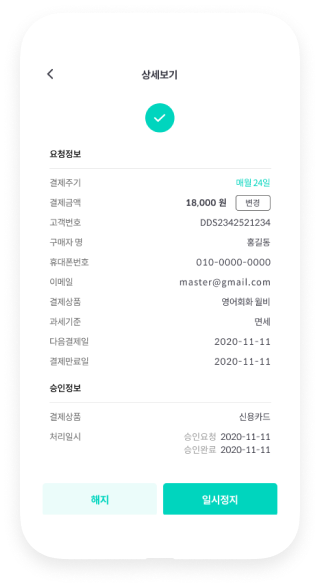 상세보기
요청정보
결제주기 매월 24일
결제금액 18,000 원 변경
고객번호 DDS2342521234
구매자 명 홍길동
휴대폰번호 010-0000-0000
이메일 master@gmail.com
결제상품 영어회화 월비
과세기준 면세
다음결제일 2020-11-11
결제만료일 2020-11-11
승인정보
결제상품 신용카드
처리일시 승인요청 2020-11-11
승인완료 2020-11-11
해지 일시정지